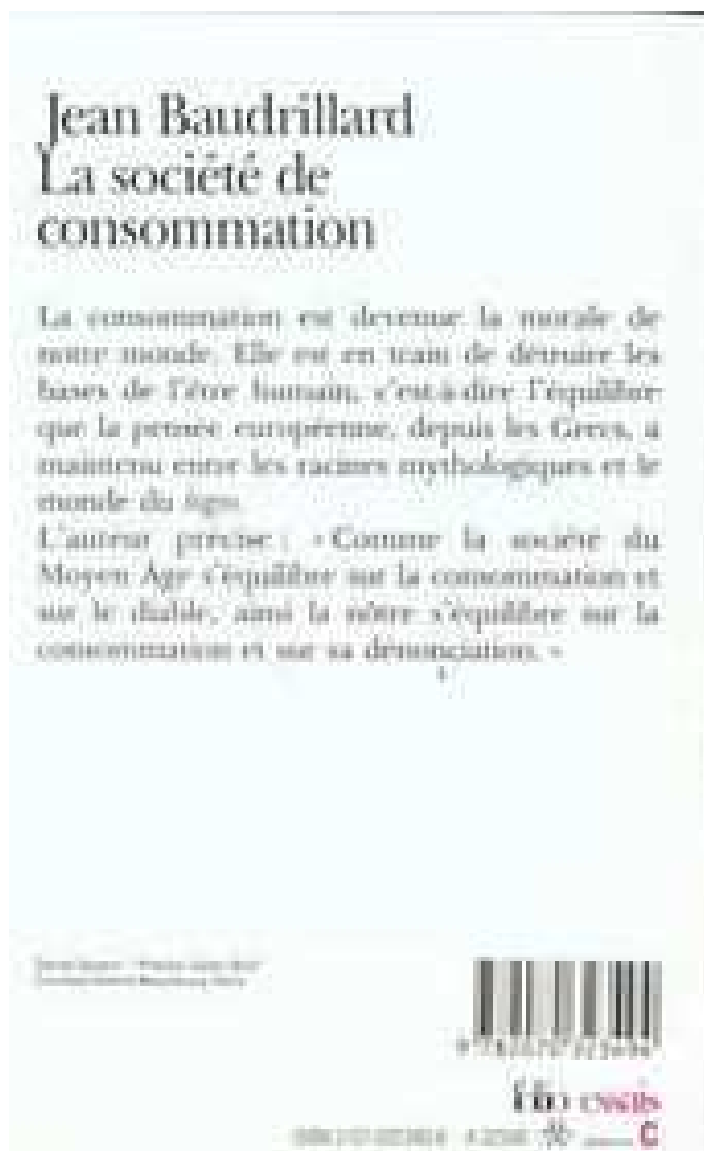 Jean Baudrillard
La société de
consommation
La consommation est devenue la morale de
notre monde. Elle est en train de détruire les
bases de l'être humain, c'est-à-dire l'équilibre
que la pensée européenne, depuis les Grecs, a
maintenu entre les racines mythologiques et le
monde du logos.
L'auteur précise : « Comme la société du
Moyen Âge s'équilibre sur la consommation et
sur le diable, ainsi la nôtre s'équilibre sur la
consommation et sur sa dénonciation. »
folio essais
C